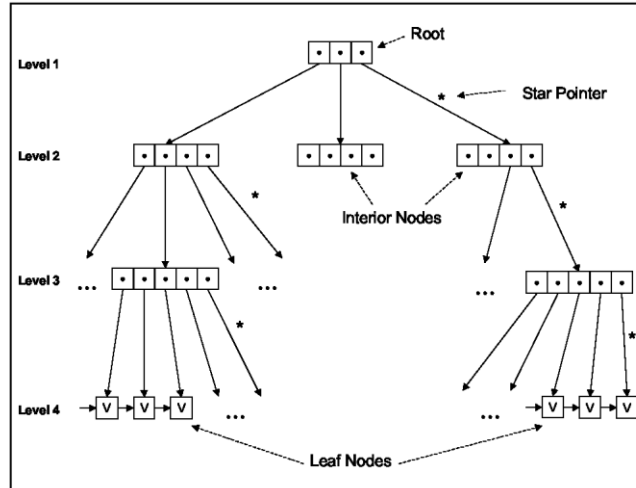 Root
Level 1
* Star Pointer
Level 2
*
Interior Nodes
*
Level 3
... ... ...
*
*
Level 4
V V V ... ... V V V
Leaf Nodes